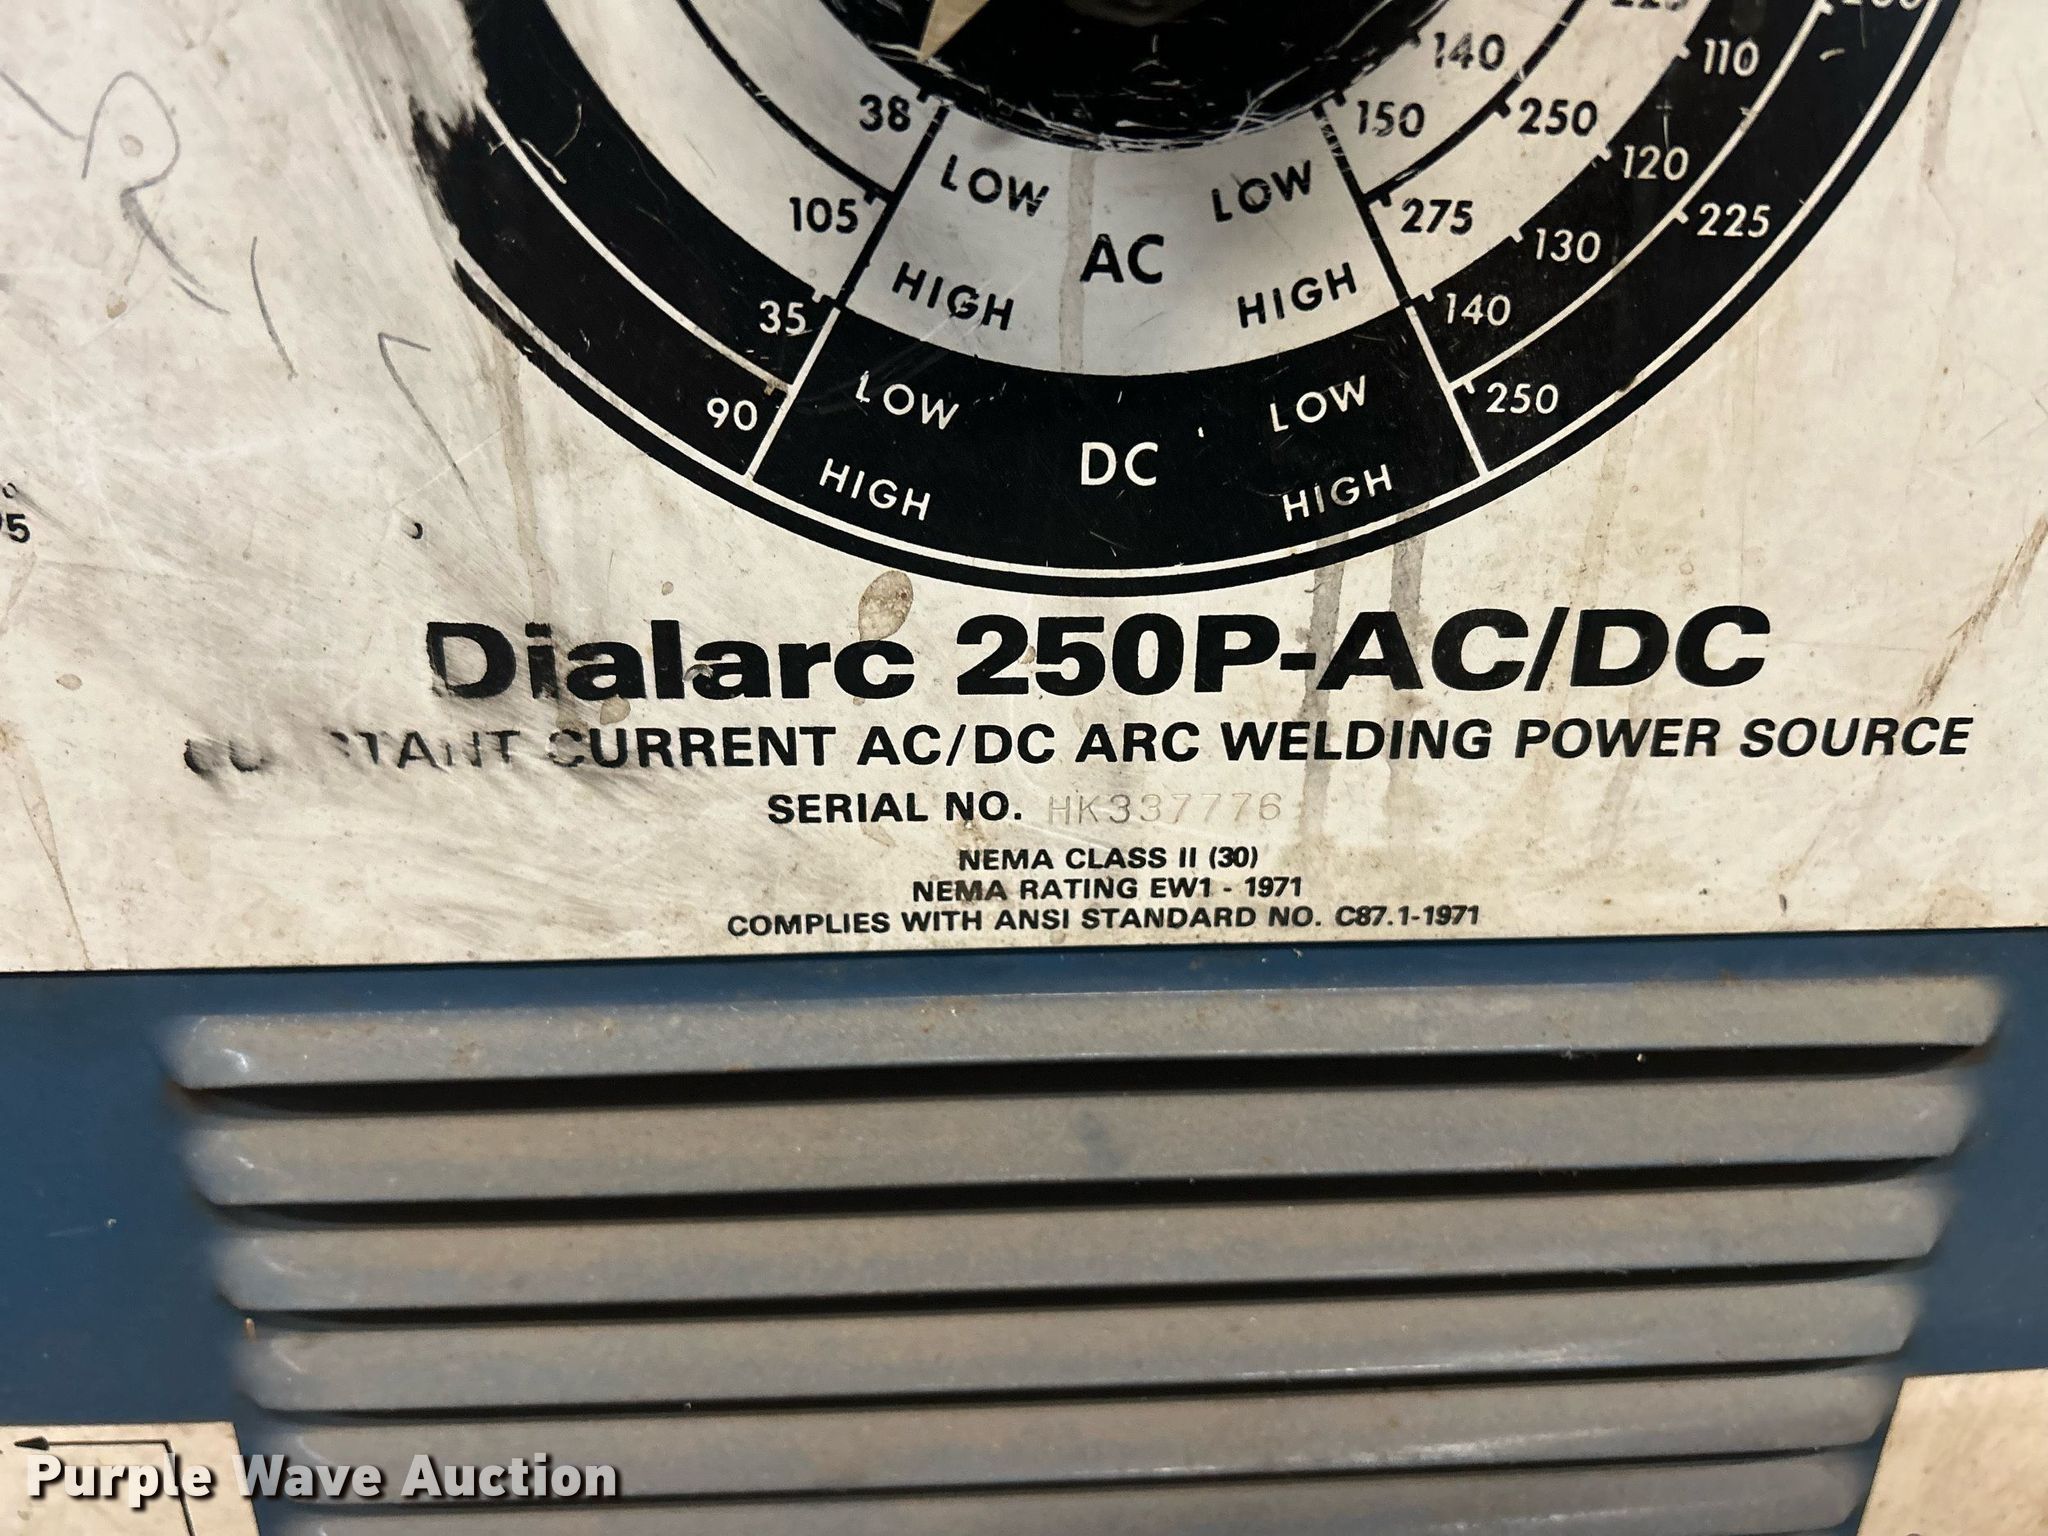 140
110
38
150
250
120
105
LOW
LOW
275
225
AC
130
35
HIGH
HIGH
140
90
LOW
LOW
250
DC
HIGH
HIGH
Dialarc 250P-AC/DC
CURRENT AC/DC ARC WELDING POWER SOURCE
SERIAL NO. HK337776
NEMA CLASS II (30)
NEMA RATING EW1 - 1971
COMPLIES WITH ANSI STANDARD NO. C87.1-1971
Purple Wave Auction